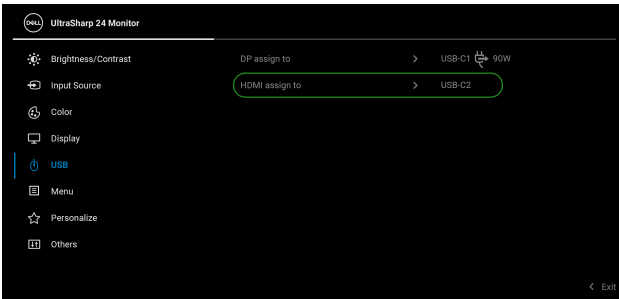 DELL UltraSharp 24 Monitor
Brightness/Contrast DP assign to > USB-C1 90W
Input Source HDMI assign to > USB-C2
Color
Display
USB
Menu
Personalize
Others
< Exit